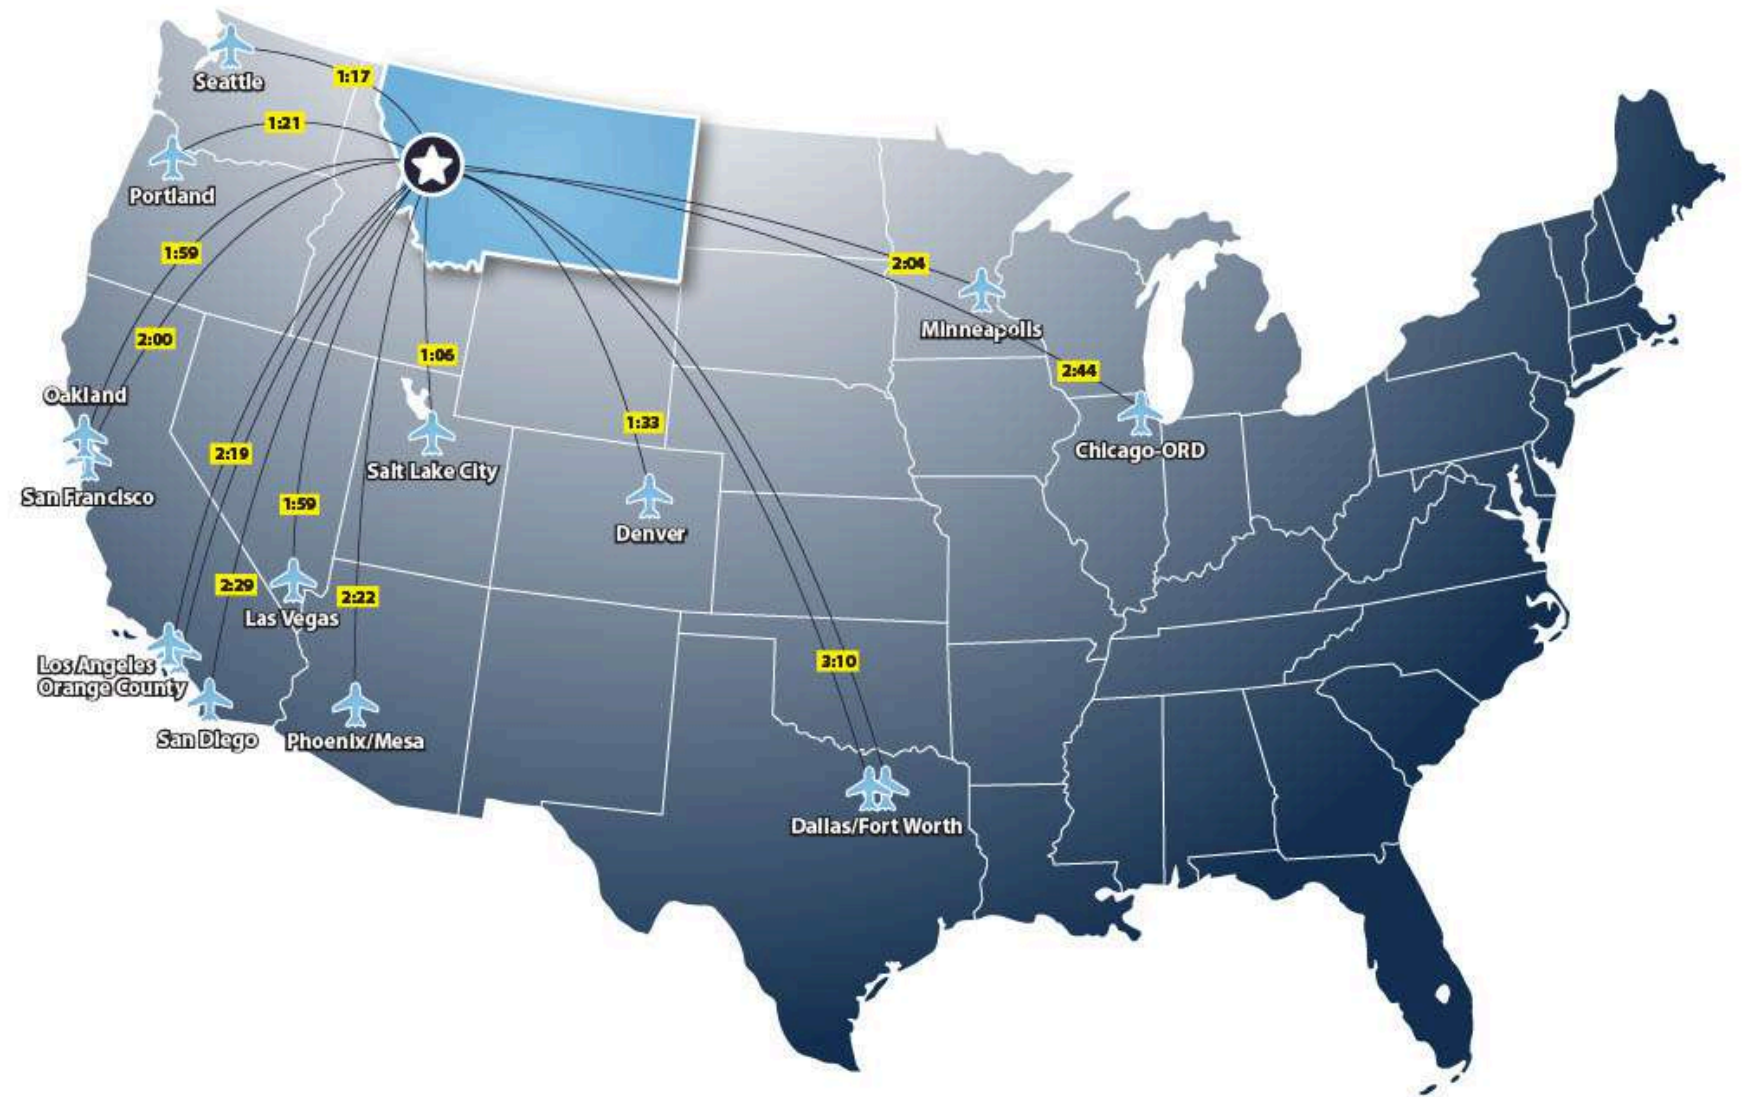 Seattle
1:17
1:21
Portland
1:59
2:04
Minneapolis
2:00
1:06
2:44
Oakland
1:33
Chicago-ORD
2:19
Salt Lake City
San Francisco
1:59
Denver
2:29
2:22
Las Vegas
Los Angeles
Orange County
3:10
San Diego
Phoenix/Mesa
Dallas/Fort Worth